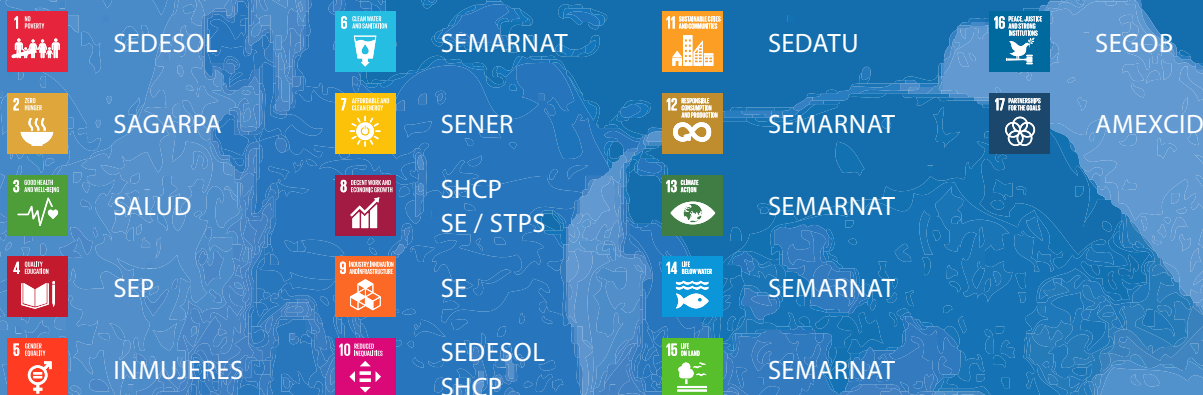 1 NO
POVERTY
SEDESOL
2 ZERO
HUNGER
SAGARPA
3 GOOD HEALTH
AND WELL-BEING
SALUD
4 QUALITY
EDUCATION
SEP
5 GENDER
EQUALITY
INMUJERES
6 CLEAN WATER
AND SANITATION
SEMARNAT
7 AFFORDABLE AND
CLEAN ENERGY
SENER
8 DECENT WORK AND
ECONOMIC GROWTH
SHCP
SE / STPS
9 INDUSTRY, INNOVATION
AND INFRASTRUCTURE
SE
10 REDUCED
INEQUALITIES
SEDESOL
SHCP
11 SUSTAINABLE CITIES
AND COMMUNITIES
SEDATU
12 RESPONSIBLE
CONSUMPTION
AND PRODUCTION
SEMARNAT
13 CLIMATE
ACTION
SEMARNAT
14 LIFE
BELOW WATER
SEMARNAT
15 LIFE
ON LAND
SEMARNAT
16 PEACE, JUSTICE
AND STRONG
INSTITUTIONS
SEGOB
17 PARTNERSHIPS
FOR THE GOALS
AMEXCID